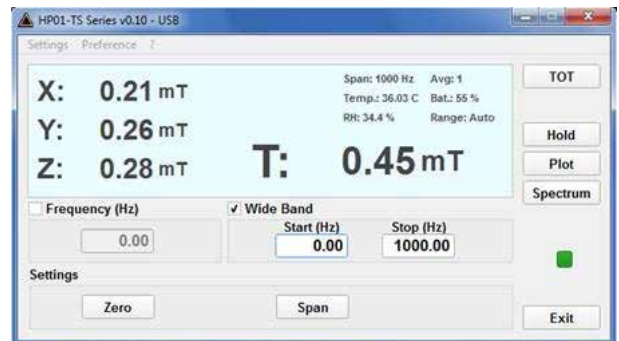 HP01-TS Series v0.10 - USB
Settings Preference ?
X: 0.21 mT
Y: 0.26 mT
Z: 0.28 mT
Span: 1000 Hz Avg: 1
Temp.: 36.03 C Bat.: 55 %
RH: 34.4 % Range: Auto
T: 0.45 mT
TOT
Hold
Plot
Spectrum
Frequency (Hz)
0.00
Wide Band
Start (Hz) Stop (Hz)
0.00 1000.00
Settings
Zero Span
Exit